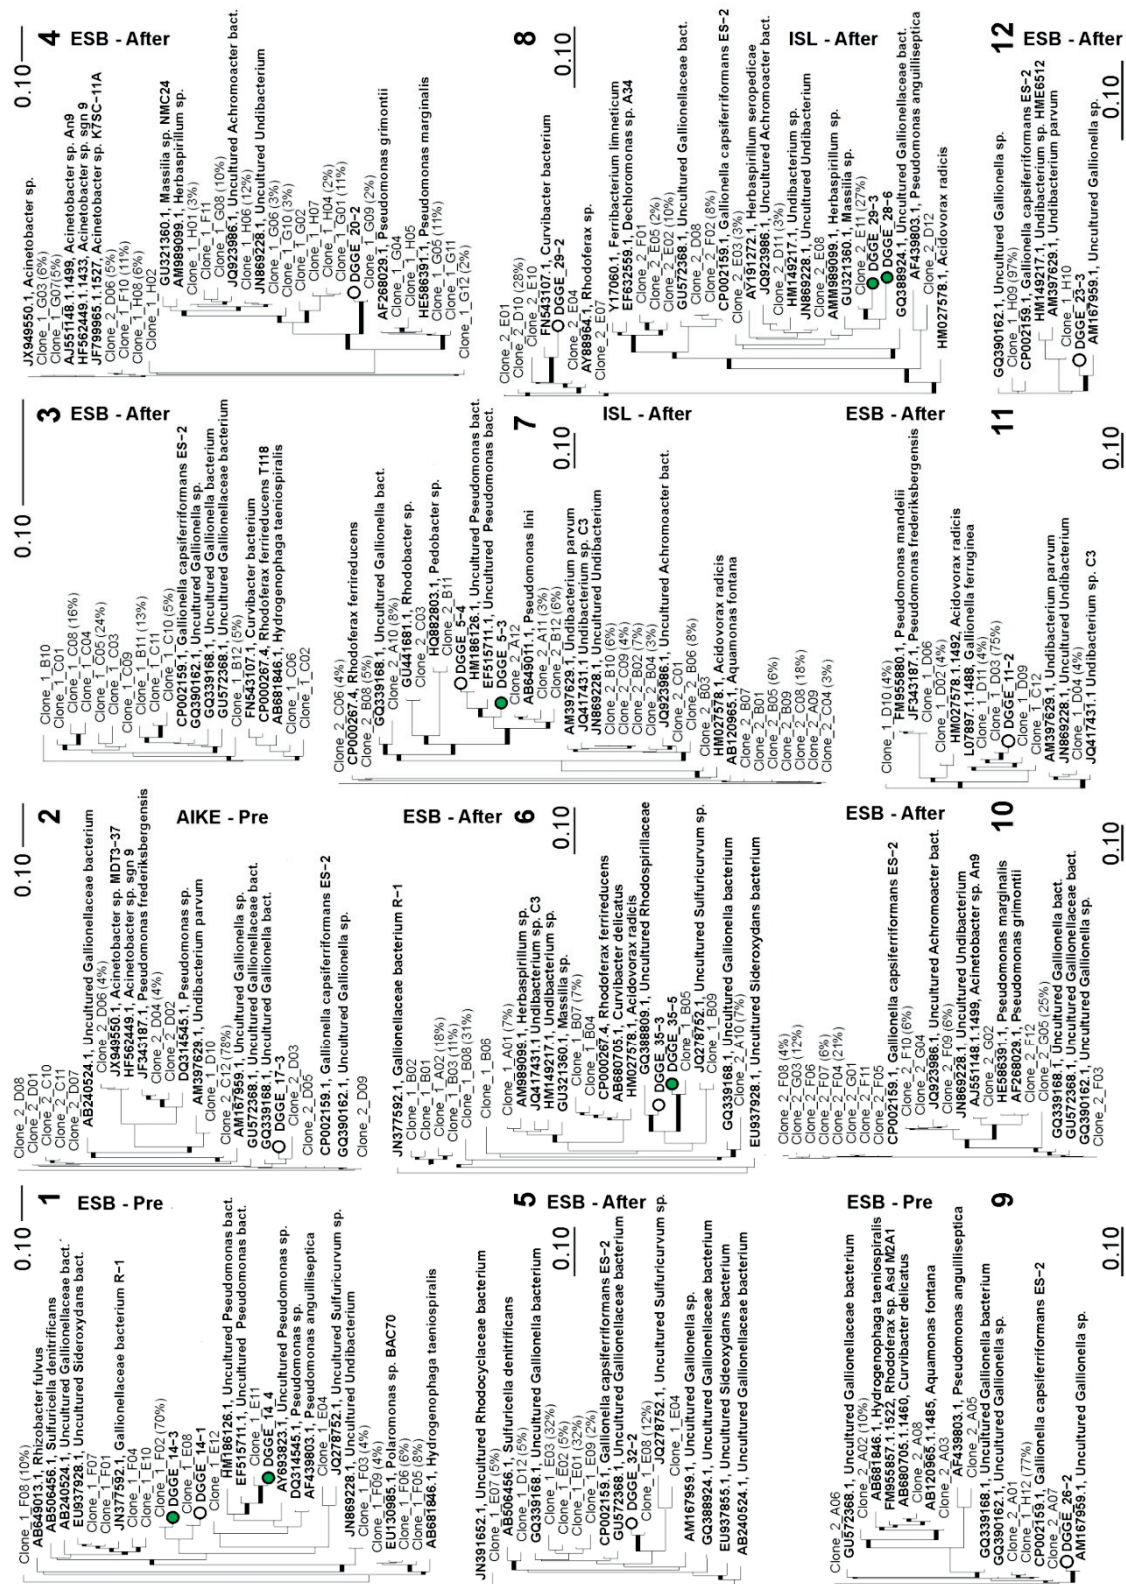 0.10
1
ESB - Pre
Clone_1_F08 (10%)
AB649013.1, Rhizobacter fulvus
AB506456.1, Sulfuricella denitrificans
AB240524.1, Uncultured Gallionellaceae bact.
EU937928.1, Uncultured Sideroxydans bact.
Clone_1_F07
Clone_1_F01
JN377592.1, Gallionellaceae bacterium R-1
Clone_1_F04
Clone_1_E10
Clone_1_F02 (70%)
DGGE_14-3
Clone_1_E08
DGGE_14-1
Clone_1_E12
HM186126.1, Uncultured Pseudomonas bact.
EF515711.1, Uncultured Pseudomonas bact.
Clone_1_E11
DGGE_14_4
AY693823.1, Uncultured Pseudomonas sp.
DQ314545.1, Pseudomonas sp.
AF439803.1, Pseudomonas anguilliseptica
Clone_1_E04
JQ278752.1, Uncultured Sulfuricurvum sp.
JN869228.1, Uncultured Undibacterium
Clone_1_F03 (4%)
Clone_1_F09 (4%)
EU130985.1, Polaromonas sp. BAC70
Clone_1_F06 (6%)
Clone_1_F05 (8%)
AB681846.1, Hydrogenophaga taeniospiralis
0.10
2
AIKE - Pre
Clone_2_D08
Clone_2_D01
Clone_2_C10
Clone_2_C11
Clone_2_D07
AB240524.1, Uncultured Gallionellaceae bacterium
Clone_2_D06 (4%)
JX949550.1, Acinetobacter sp. MDT3-37
HF562449.1, Acinetobacter sp. sgn 9
JF343187.1, Pseudomonas frederiksbergensis
Clone_2_D04 (4%)
Clone_2_D02
DQ314545.1, Pseudomonas sp.
AM397629.1, Undibacterium parvum
Clone_2_D10
Clone_2_C12 (78%)
AM167959.1, Uncultured Gallionella sp.
GU572368.1, Uncultured Gallionellaceae bact.
GQ339168.1, Uncultured Gallionella bact.
DGGE_17-3
Clone_2_D03
Clone_2_D05
CP002159.1, Gallionella capsiferriformans ES-2
GQ390162.1, Uncultured Gallionella sp.
Clone_2_D09
0.10
3
ESB - After
Clone_1_B10
Clone_1_C01
Clone_1_C08 (16%)
Clone_1_C04
Clone_1_C05 (24%)
Clone_1_C03
Clone_1_C09
Clone_1_B11 (13%)
Clone_1_C11
Clone_1_C10 (5%)
CP002159.1, Gallionella capsiferriformans ES-2
GQ390162.1, Uncultured Gallionella sp.
GQ339168.1, Uncultured Gallionella bacterium
GU572368.1, Uncultured Gallionellaceae bacterium
Clone_1_B12 (5%)
FN543107.1, Curvibacter bacterium
CP000267.4, Rhodoferax ferrireducens T118
AB681846.1, Hydrogenophaga taeniospiralis
Clone_1_C06
Clone_1_C02
0.10
4
ESB - After
JX949550.1, Acinetobacter sp.
Clone_1_G03 (6%)
Clone_1_G07(5%)
AJ551148.1.1499, Acinetobacter sp. An9
HF562449.1.1433, Acinetobacter sp. sgn 9
JF799965.1.1527, Acinetobacter sp. K7SC-11A
Clone_2_D06 (5%)
Clone_1_F10 (11%)
Clone_1_H08 (6%)
Clone_1_H02
GU321360.1, Massilia sp. NMC24
AM989099.1, Herbaspirillum sp.
Clone_1_H01 (3%)
Clone_1_F11
Clone_1_G08 (10%)
JQ923986.1, Uncultured Achromoacter bact.
JN869228.1, Uncultured Undibacterium
Clone_1_H06 (12%)
Clone_1_G06 (3%)
Clone_1_G10 (3%)
Clone_1_G02
Clone_1_H07
Clone_1_H04 (2%)
Clone_1_G01 (11%)
DGGE_20-2
Clone_1_G09 (2%)
AF268029.1, Pseudomonas grimontii
Clone_1_G04
Clone_1_H05
HE586391.1, Pseudomonas marginalis
Clone_1_G05 (11%)
Clone_1_G11
Clone_1_G12 (2%)
5
ESB - After
0.10
JN391652.1, Uncultured Rhodocyclaceae bacterium
Clone_1_E07 (5%)
AB506456.1, Sulfuricella denitrificans
Clone_1_D12 (5%)
GQ339168.1, Uncultured Gallionella bacterium
Clone_1_E03 (32%)
Clone_1_E02 (5%)
Clone_1_E01 (32%)
Clone_1_E09 (2%)
CP002159.1, Gallionella capsiferriformans ES-2
GU572368.1, Uncultured Gallionellaceae bacterium
DGGE_32-2
Clone_1_E08 (12%)
JQ278752.1, Uncultured Sulfuricurvum sp.
Clone_1_E04
AM167959.1, Uncultured Gallionella sp.
GQ388924.1, Uncultured Gallionellaceae bacterium
EU937855.1, Uncultured Sideoxydans bacterium
AB240524.1, Uncultured Gallionellaceae bacterium
ESB - After
6
0.10
JN377592.1, Gallionellaceae bacterium R-1
Clone_1_B02
Clone_1_B01
Clone_1_A02 (18%)
Clone_1_B03 (11%)
Clone_1_B08 (31%)
Clone_1_B06
Clone_1_A01 (7%)
AM989099.1, Herbaspirillum sp.
JQ417431.1, Undibacterium sp. C3
HM149217.1, Undibacterium sp.
GU321360.1, Massilia sp.
Clone_1_B07 (7%)
Clone_1_B04
CP000267.4, Rhodoferax ferrireducens
AB680705.1, Curvibacter delicatus
HM027578.1, Acidovorax radicis
GQ388809.1, Uncultured Rhodospirillaceae
DGGE_35-3
DGGE_35-5
Clone_1_B05
JQ278752.1, Uncultured Sulfuricurvum sp.
Clone_1_B09
GQ339168.1, Uncultured Gallionella bacterium
Clone_2_A10 (7%)
EU937928.1, Uncultured Sideroxydans bacterium
7
ISL - After
0.10
Clone_2_C06 (4%)
CP000267.4, Rhodoferax ferrireducens
Clone_2_B08 (5%)
GQ339168.1, Uncultured Gallionella bact.
Clone_2_A10 (8%)
Clone_2_C03
GU441681.1, Rhodobacter sp.
HQ882803.1, Pedobacter sp.
Clone_2_B11
DGGE_5-4
HM186126.1, Uncultured Pseudomonas bact.
EF515711.1, Uncultured Pseudomonas bact.
DGGE_5-3
Clone_2_A12
AB649011.1, Pseudomonas lini
Clone_2_A11 (3%)
Clone_2_B12 (6%)
AM397629.1, Undibacterium parvum
JQ417431.1, Undibacterium sp. C3
JN869228.1, Uncultured Undibacterium
Clone_2_B10 (6%)
Clone_2_C09 (4%)
Clone_2_B02 (7%)
Clone_2_B04 (3%)
JQ923986.1, Uncultured Achromoacter bact.
Clone_2_C01
Clone_2_B06 (8%)
Clone_2_B03
HM027578.1, Acidovorax radicis
AB120965.1, Aquamonas fontana
Clone_2_B07
Clone_2_B01
Clone_2_B05 (6%)
Clone_2_B09
Clone_2_C08 (18%)
Clone_2_A09
Clone_2_C04 (3%)
8
0.10
ISL - After
Clone_2_E01
Clone_2_D10 (28%)
Clone_2_E10
FN543107.1, Curvibacter bacterium
DGGE_29-2
Clone_2_E04
AY88964.1, Rhodoferax sp.
Clone_2_E07
Y17060.1, Ferribacterium limneticum
EF632559.1, Dechloromonas sp. A34
Clone_2_F01
Clone_2_E05 (2%)
Clone_2_E02 (10%)
GU572368.1, Uncultured Gallionellaceae bact.
Clone_2_D08
Clone_2_F02 (8%)
CP002159.1, Gallionella capsiferriformans ES-2
Clone_2_E03 (3%)
AY191272.1, Herbaspirillum seropedicae
JQ923986.1, Uncultured Achromoacter bact.
Clone_2_D11 (3%)
HM149217.1, Undibacterium sp.
JN869228.1, Uncultured Undibacterium
Clone_2_E08
AMM989099.1, Herbaspirillum sp.
GU321360.1, Massilia sp.
Clone_2_E11 (27%)
DGGE_29-3
DGGE_28-6
GQ388924.1, Uncultured Gallionellaceae bact.
AF439803.1, Pseudomonas anguilliseptica
Clone_2_D12
HM027578.1, Acidovorax radicis
ESB - Pre
9
0.10
Clone_2_A06
GU572368.1, Uncultured Gallionellaceae bacterium
Clone_2_A02 (10%)
AB681846.1, Hydrogenophaga taeniospiralis
FM955857.1.1522, Rhodoferax sp. Asd M2A1
AB680705.1.1460, Curvibacter delicatus
Clone_2_A08
AB120965.1.1485, Aquamonas fontana
Clone_2_A03
AF439803.1, Pseudomonas anguilliseptica
Clone_2_A05
GQ339168.1, Uncultured Gallionella bacterium
GQ390162.1, Uncultured Gallionella sp.
Clone_2_A01
Clone_1_H12 (77%)
CP002159.1, Gallionella capsferriformans ES-2
Clone_2_A07
DGGE_26-2
AM167959.1, Uncultured Gallionella sp.
ESB - After
10
0.10
Clone_2_F08 (4%)
Clone_2_G03 (12%)
Clone_2_F06
Clone_2_F07 (6%)
Clone_2_F04 (21%)
Clone_2_G01
Clone_2_F11
Clone_2_F05
CP002159.1, Gallionella capsiferriformans ES-2
Clone_2_F10 (6%)
Clone_2_G04
Clone_2_F09 (6%)
JQ923986.1, Uncultured Achromoacter bact.
JN869228.1, Uncultured Undibacterium
Clone_2_G02
AJ551148.1.1499, Acinetobacter sp. An9
HE586391.1, Pseudomonas marginalis
AF268029.1, Pseudomonas grimontii
Clone_2_F12
Clone_2_G05 (25%)
GQ339168.1, Uncultured Gallionella bact.
GU572368.1, Uncultured Gallionellaceae bact.
GQ390162.1, Uncultured Gallionella sp.
Clone_2_F03
ESB - After
11
0.10
Clone_1_D10 (4%)
FM955880.1, Pseudomonas mandelii
JF343187.1, Pseudomonas frederiksbergensis
Clone_1_D06
Clone_1_D02 (4%)
HM027578.1.1492, Acidovorax radicis
L07897.1.1488, Gallionella ferruginea
Clone_1_D11 (4%)
Clone_1_D03 (75%)
DGGE_11-2
Clone_1_D09
Clone_1_C12
AM397629.1, Undibacterium parvum
JN869228.1, Uncultured Undibacterium
Clone_1_D04 (4%)
JQ417431.1 Undibacterium sp. C3
12
ESB - After
0.10
GQ390162.1, Uncultured Gallionella sp.
Clone_1_H09 (97%)
CP002159.1, Gallionella capsiferriformans ES-2
HM149217.1, Undibacterium sp. HME6512
AM397629.1, Undibacterium parvum
Clone_1_H10
DGGE_23-3
AM167959.1, Uncultured Gallionella sp.